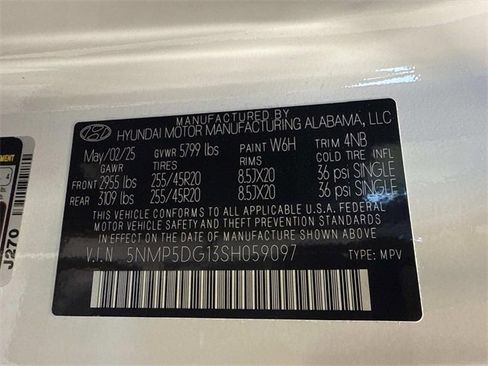 MANUFACTURED BY
HYUNDAI MOTOR MANUFACTURING ALABAMA, LLC
May/02/25 GVWR 5799 lbs PAINT W6H TRIM 4NB
GAWR TIRES RIMS COLD TIRE INFL.
FRONT 2955 lbs 255/45R20 8.5JX20 36 psi SINGLE
REAR 3109 lbs 255/45R20 8.5JX20 36 psi SINGLE
THIS VEHICLE CONFORMS TO ALL APPLICABLE U.S.A. FEDERAL
MOTOR VEHICLE SAFETY AND THEFT PREVENTION STANDARDS
IN EFFECT ON THE DATE OF MANUFACTURE SHOWN ABOVE.
V.I.N. 5NMP5DG13SH059097 TYPE: MPV
J270